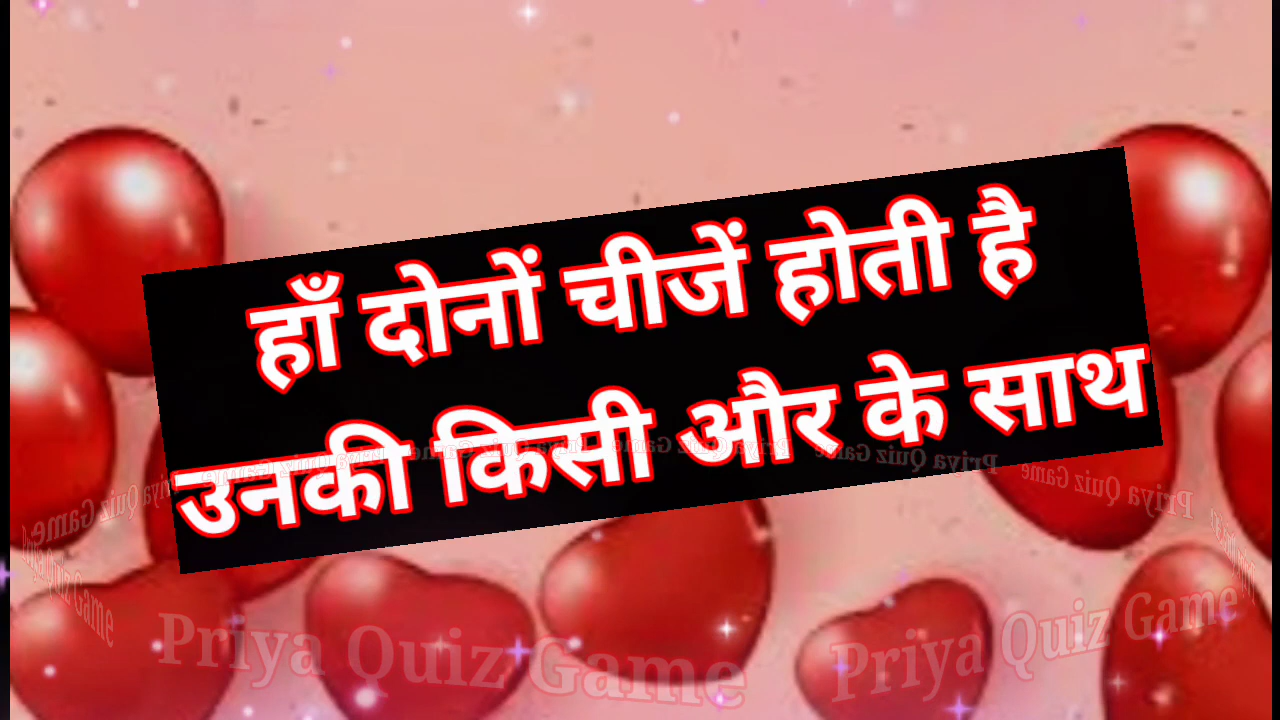 हाँ दोनों चीजें होती है
उनकी किसी और के साथ
Priya Quiz Game Priya Quiz Game